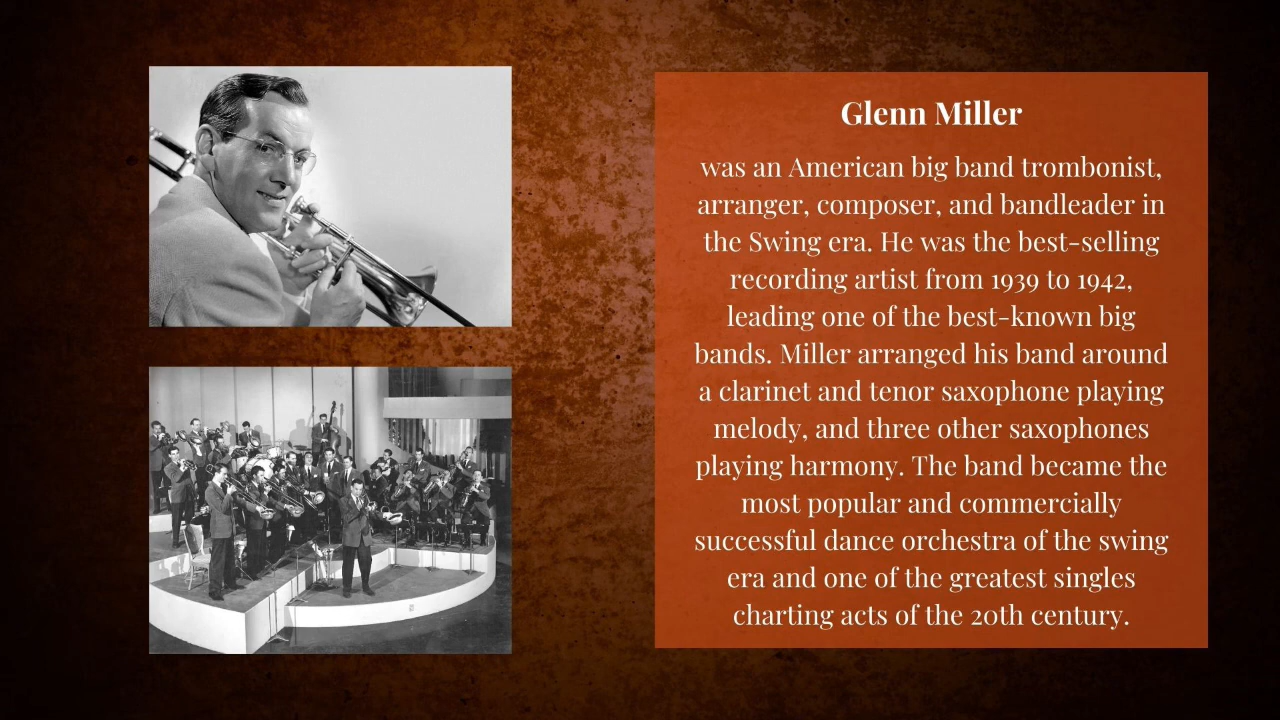 Glenn Miller
was an American big band trombonist,
arranger, composer, and bandleader in
the Swing era. He was the best-selling
recording artist from 1939 to 1942,
leading one of the best-known big
bands. Miller arranged his band around
a clarinet and tenor saxophone playing
melody, and three other saxophones
playing harmony. The band became the
most popular and commercially
successful dance orchestra of the swing
era and one of the greatest singles
charting acts of the 20th century.